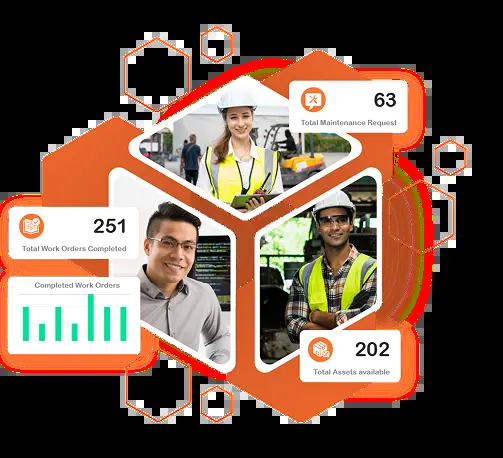 63
Total Maintenance Request
251
Total Work Orders Completed
Completed Work Orders
202
Total Assets available